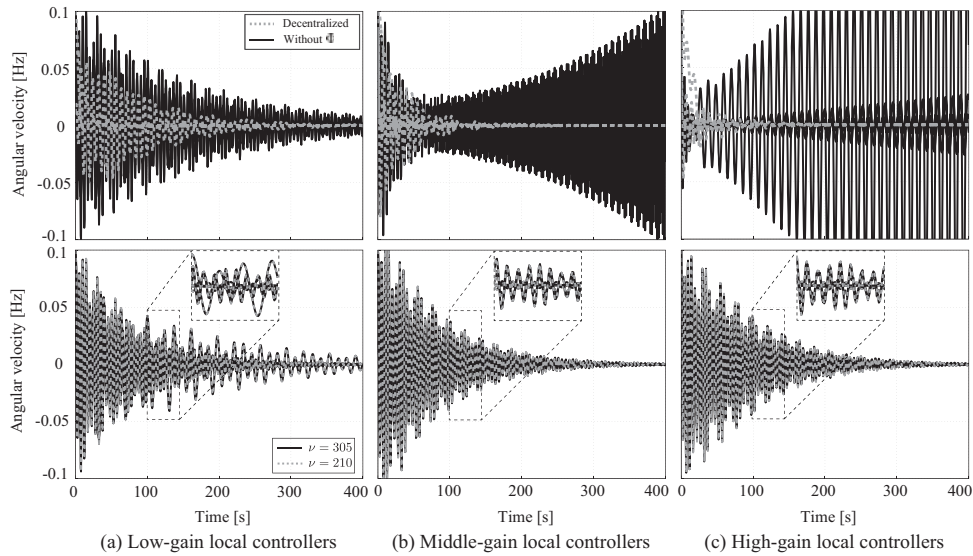 0.1
0.05
0
-0.05
-0.1
Angular velocity [Hz]
Decentralized
Without Φ
0.1
0.05
0
-0.05
-0.1
Angular velocity [Hz]
ν = 305
ν = 210
0 100 200 300 400
0 100 200 300 400
0 100 200 300 400
Time [s]
Time [s]
Time [s]
(a) Low-gain local controllers
(b) Middle-gain local controllers
(c) High-gain local controllers